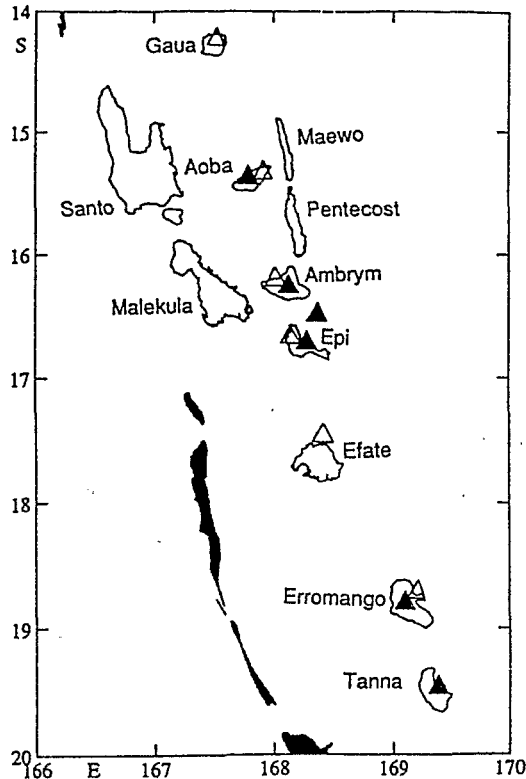 14
S
Gaua
15
Maewo
Aoba
Santo
Pentecost
16
Ambrym
Malekula
Epi
17
Efate
18
Erromango
19
Tanna
20
166 E 167 168 169 170